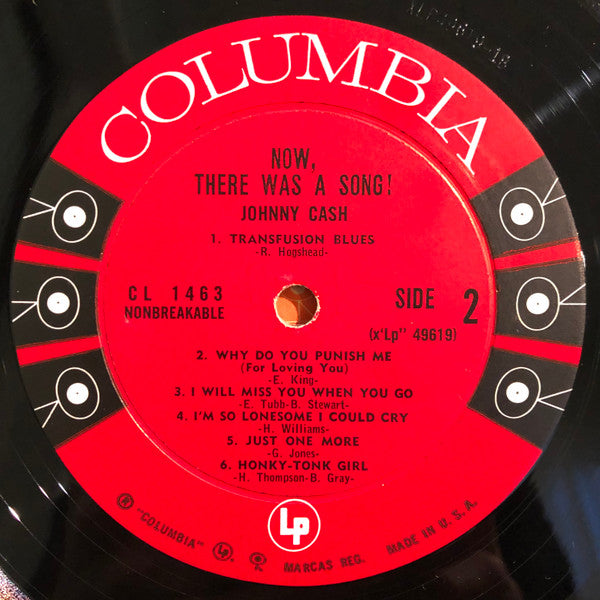 COLUMBIA
NOW,
THERE WAS A SONG!
JOHNNY CASH
1. TRANSFUSION BLUES
-R. Hogshead-
CL 1463
NONBREAKABLE
SIDE 2
(x"Lp" 49619)
2. WHY DO YOU PUNISH ME
(For Loving You)
-E. King-
3. I WILL MISS YOU WHEN YOU GO
-E. Tubb-B. Stewart-
4. I'M SO LONESOME I COULD CRY
-H. Williams-
5. JUST ONE MORE
-G. Jones-
6. HONKY-TONK GIRL
-H. Thompson-B. Gray-
Lp
® "COLUMBIA" Lp MARCAS REG. MADE IN U. S. A.